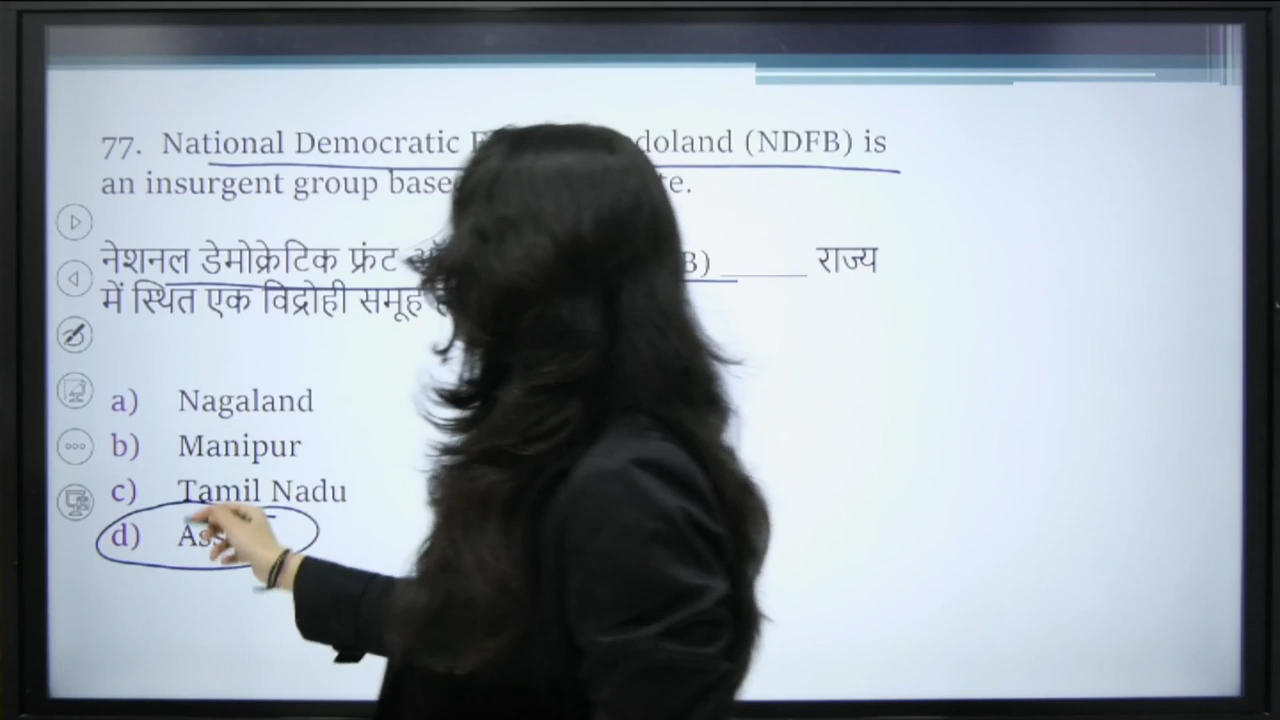 77. National Democratic doland (NDFB) is
an insurgent group base te.
नेशनल डेमोक्रेटिक फ्रंट B) ______ राज्य
में स्थित एक विद्रोही समूह
a) Nagaland
b) Manipur
c) Tamil Nadu
d) Ass